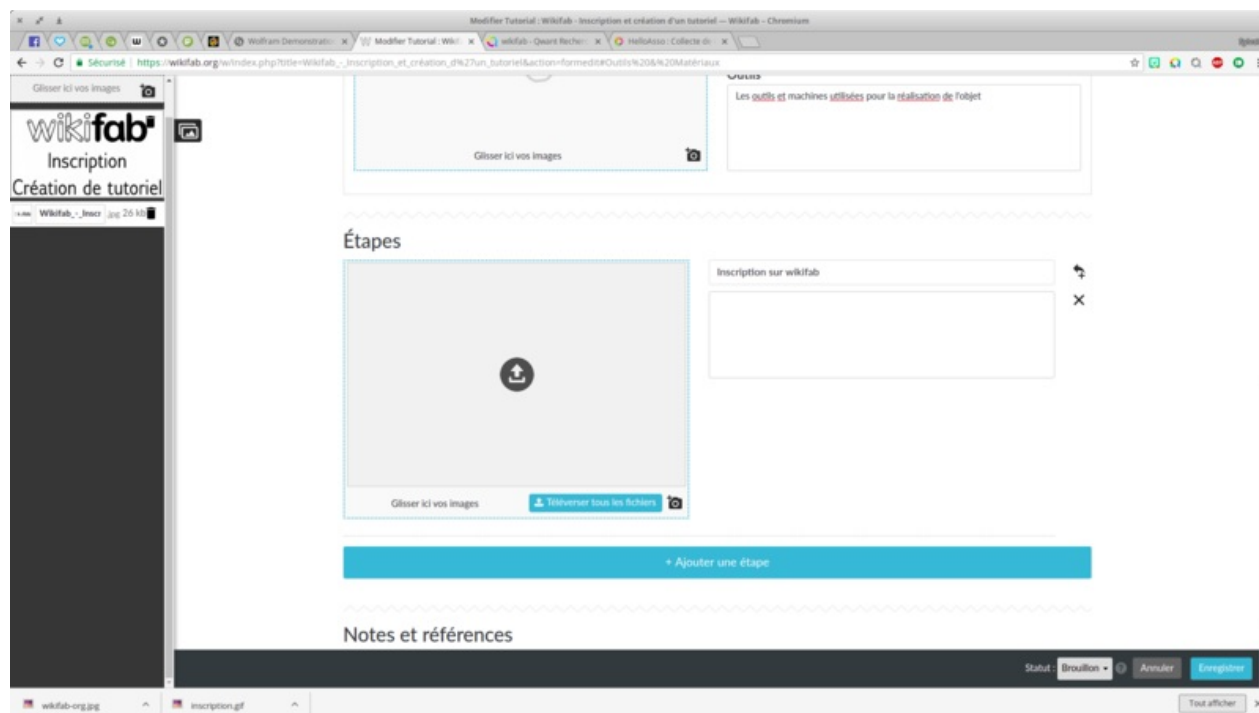 Modifier Tutorial : Wikifab - Inscription et création d'un tutoriel — Wikifab - Chromium
Wolfram Demonstratio
Modifier Tutorial : Wikif
wikifab - Qwant Recher
HelloAsso : Collecte de
Sécurisé | https://wikifab.org/w/index.php?title=Wikifab_-_Inscription_et_création_d%27un_tutoriel&action=formedit#Outils%20&%20Matériaux
Glisser ici vos images
wikifab
Inscription
Création de tutoriel
Wikifab_-_Inscr jpg 26 kb
Outils
Les outils et machines utilisées pour la réalisation de l'objet
Glisser ici vos images
Étapes
Inscription sur wikifab
Glisser ici vos images
Téléverser tous les fichiers
+ Ajouter une étape
Notes et références
Statut : Brouillon
Annuler
Enregistrer
wikifab-org.jpg
inscription.gif
Tout afficher